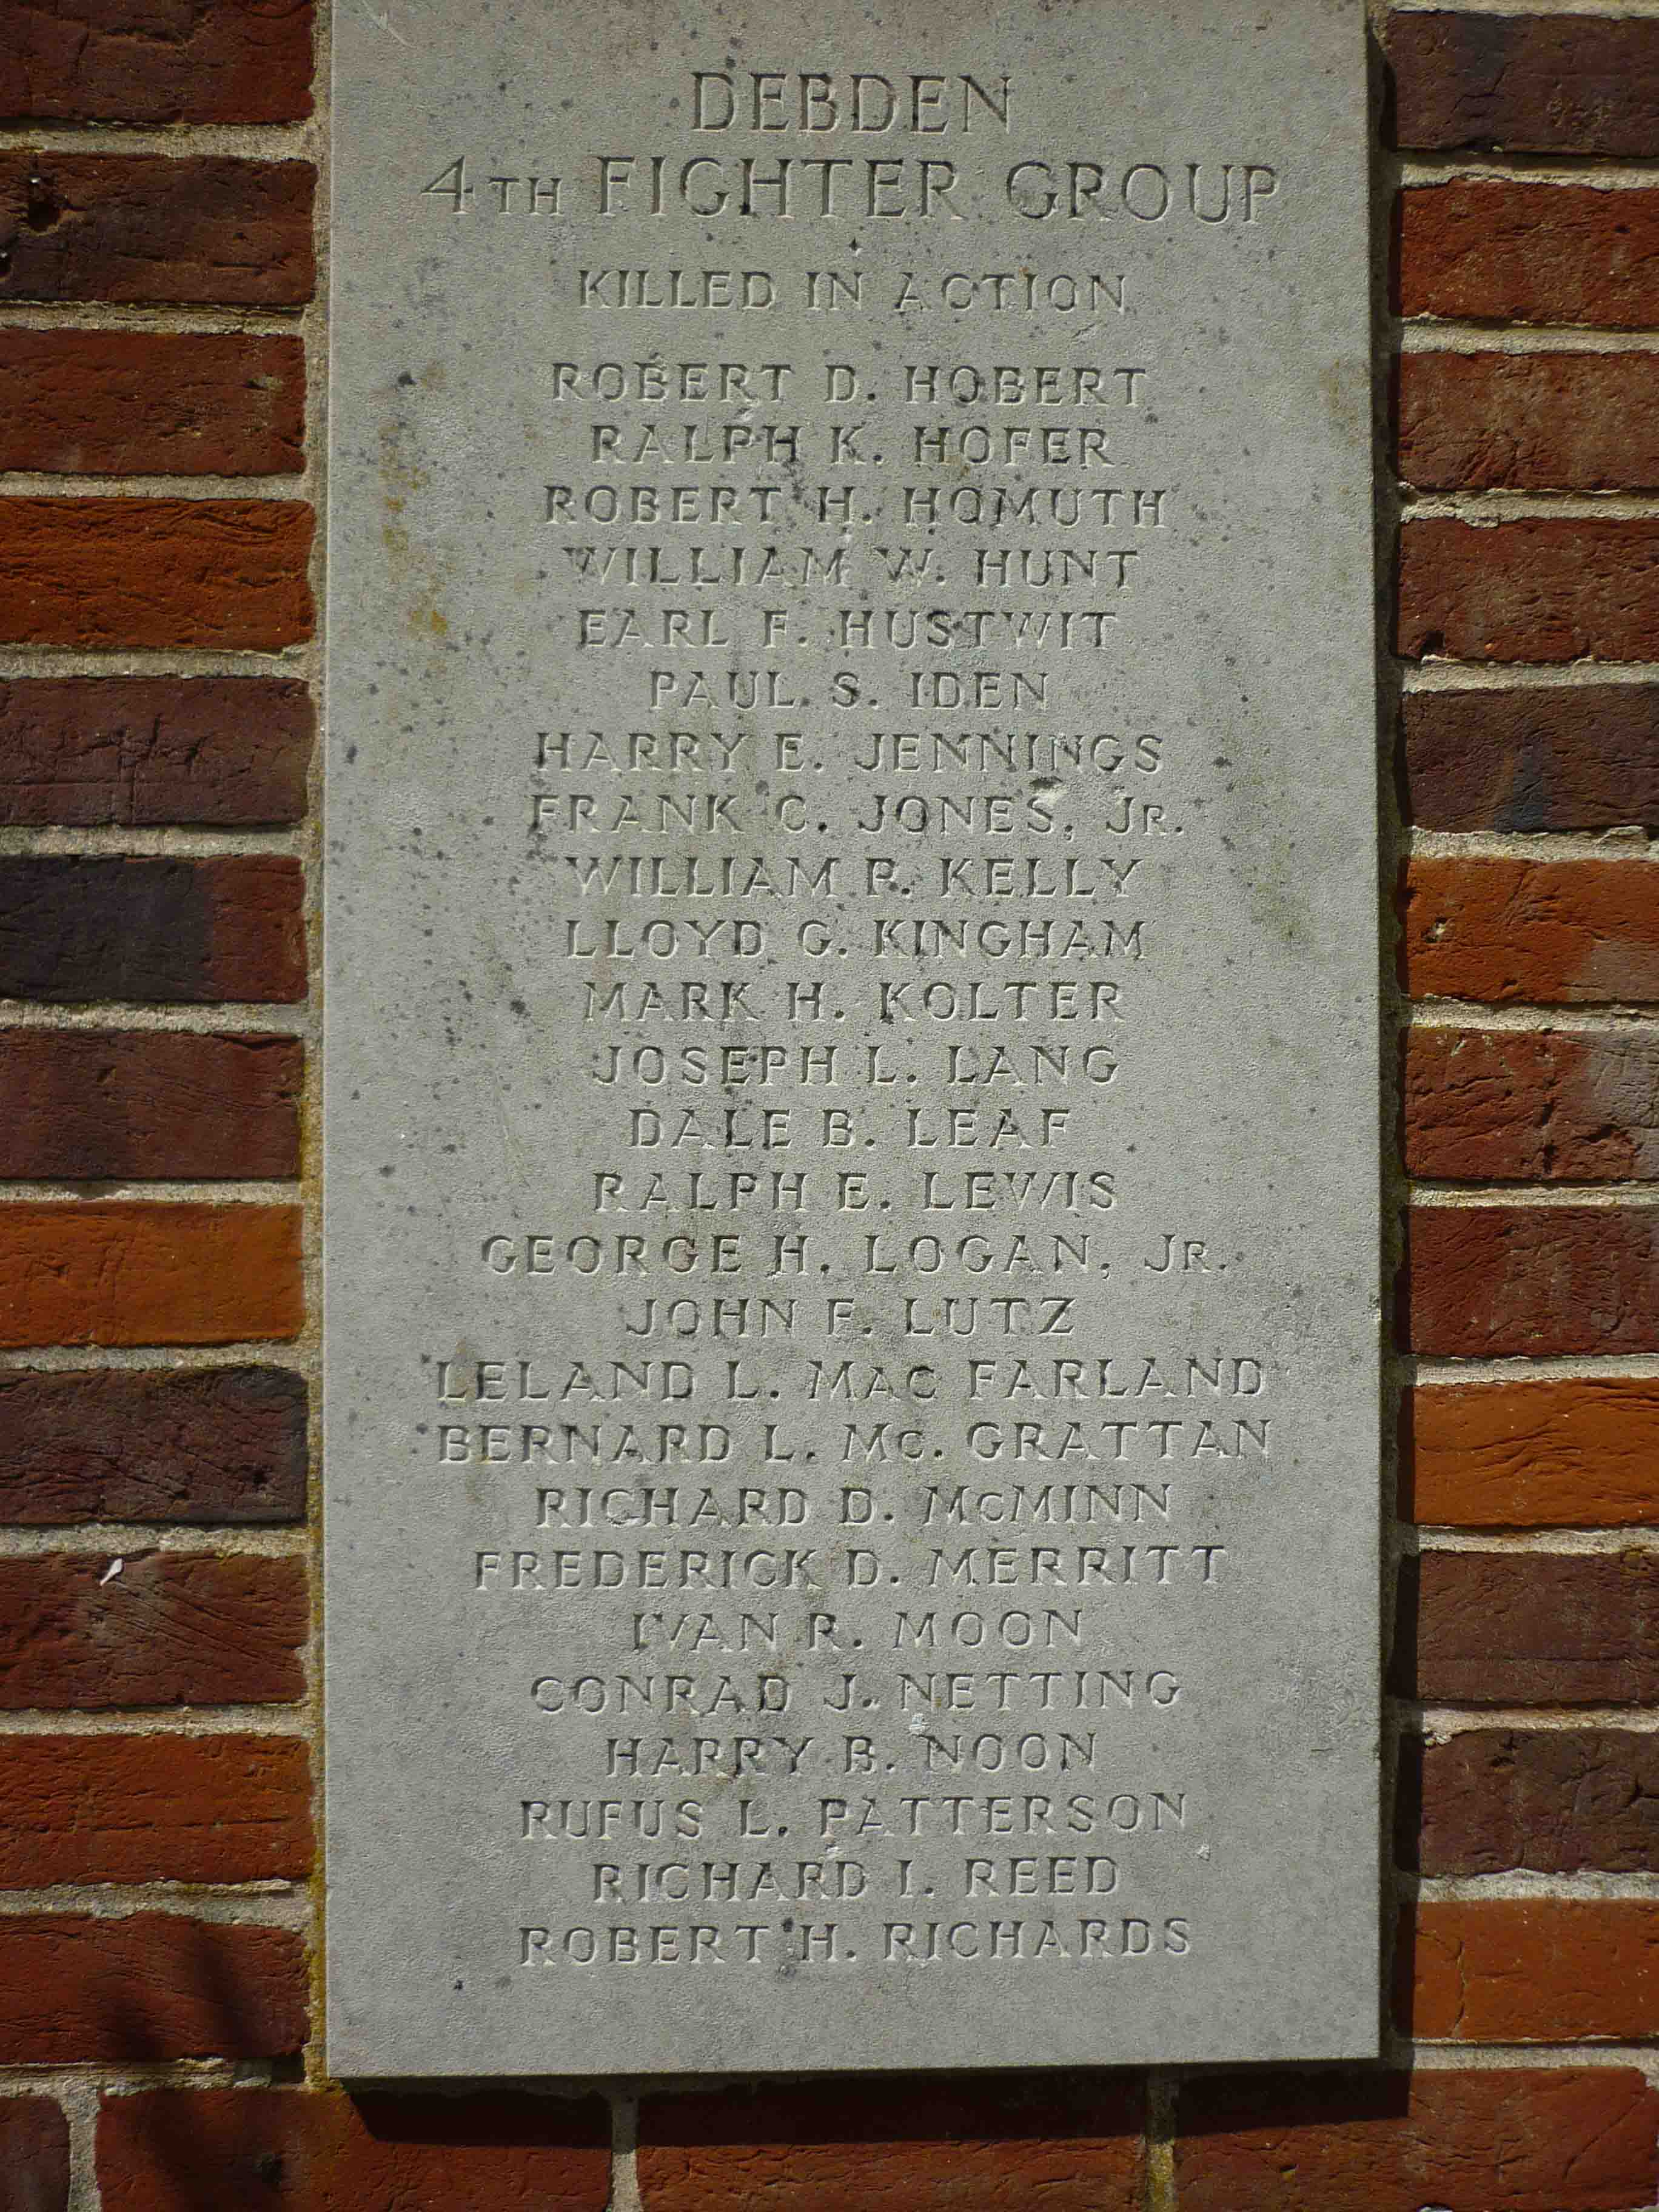 DEBDEN
4TH FIGHTER GROUP
KILLED IN ACTION
ROBERT D. HOBERT
RALPH K. HOFER
ROBERT H. HOMUTH
WILLIAM W. HUNT
EARL F. HUSTWIT
PAUL S. IDEN
HARRY E. JENNINGS
FRANK C. JONES, JR.
WILLIAM P. KELLY
LLOYD G. KINGHAM
MARK H. KOLTER
JOSEPH L. LANG
DALE B. LEAF
RALPH E. LEWIS
GEORGE H. LOGAN, JR.
JOHN F. LUTZ
LELAND L. MAC FARLAND
BERNARD L. MC. GRATTAN
RICHARD D. MCMINN
FREDERICK D. MERRITT
IVAN R. MOON
CONRAD J. NETTING
HARRY B. NOON
RUFUS L. PATTERSON
RICHARD I. REED
ROBERT H. RICHARDS